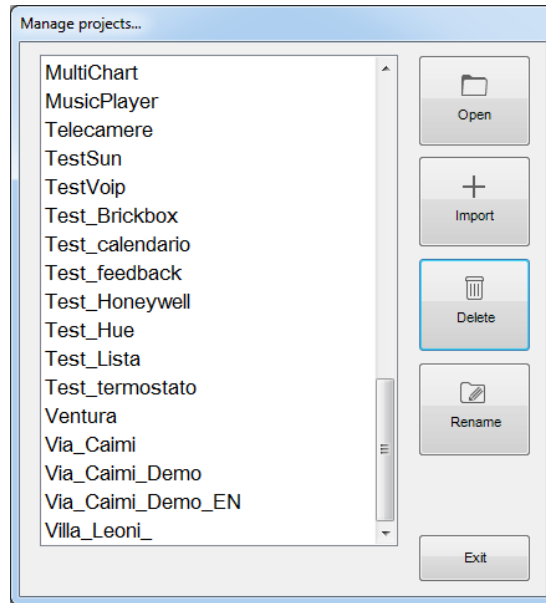 Manage projects...
MultiChart
MusicPlayer
Telecamere
TestSun
TestVoip
Test_Brickbox
Test_calendario
Test_feedback
Test_Honeywell
Test_Hue
Test_Lista
Test_termostato
Ventura
Via_Caimi
Via_Caimi_Demo
Via_Caimi_Demo_EN
Villa_Leoni_
Open
Import
Delete
Rename
Exit